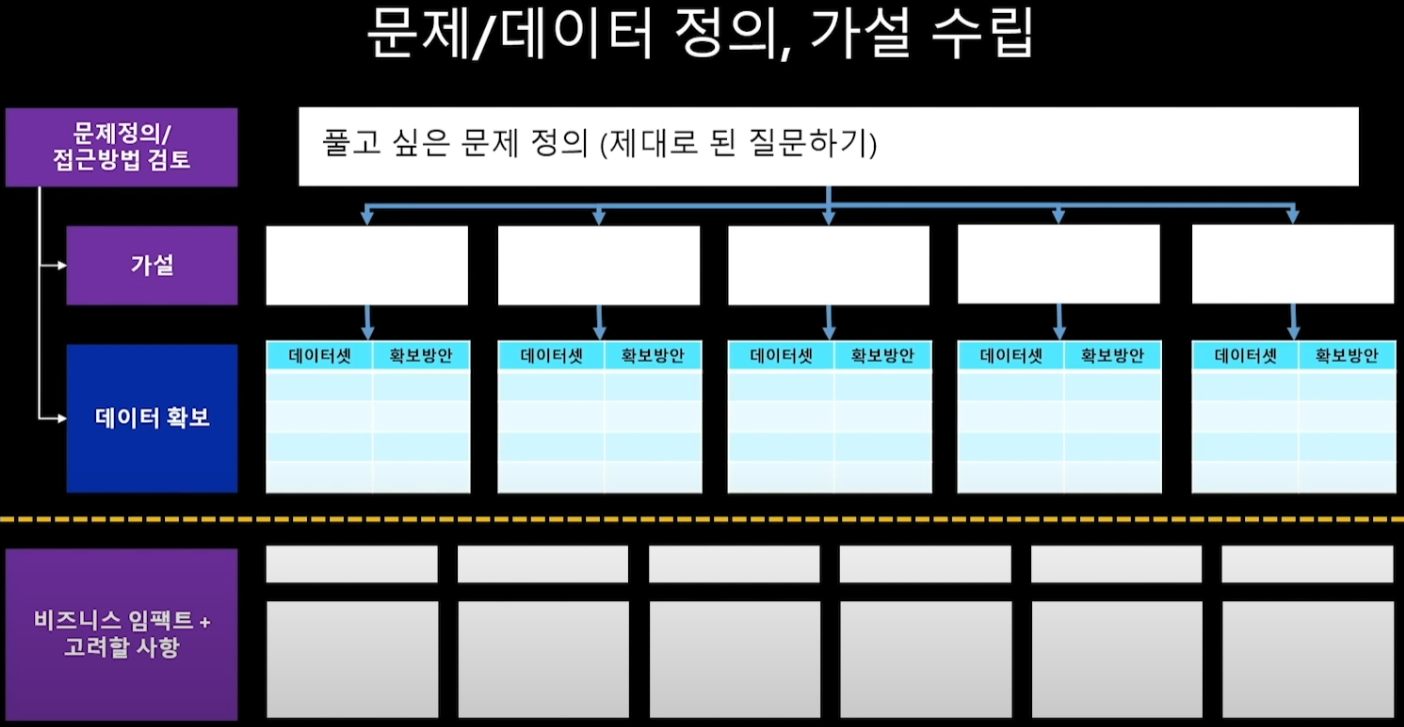 문제/데이터 정의, 가설 수립
문제정의/
접근방법 검토
풀고 싶은 문제 정의 (제대로 된 질문하기)
가설
데이터 확보
데이터셋 확보방안 데이터셋 확보방안 데이터셋 확보방안 데이터셋 확보방안 데이터셋 확보방안
비즈니스 임팩트 +
고려할 사항